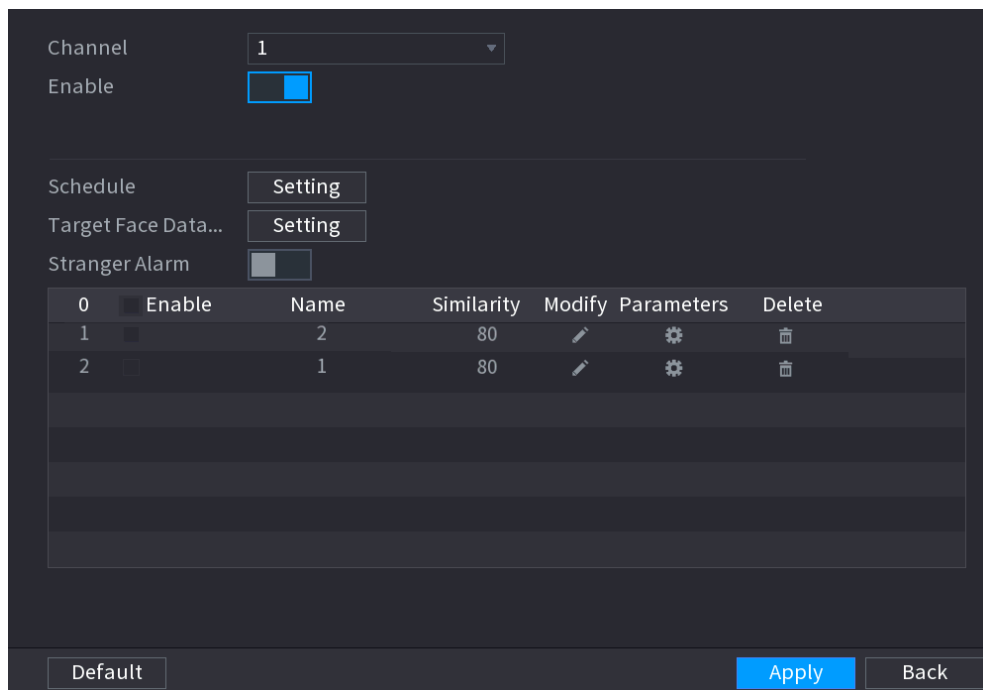 Channel 1
Enable
Schedule Setting
Target Face Data... Setting
Stranger Alarm
0 Enable Name Similarity Modify Parameters Delete
1 2 80
2 1 80
Default Apply Back